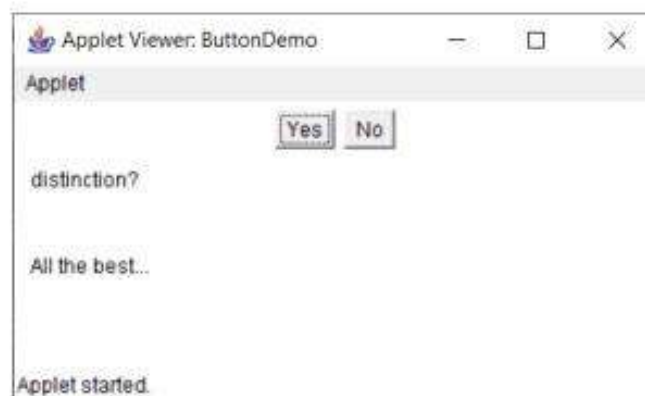 Applet Viewer: ButtonDemo
Applet
Yes No
distinction?
All the best...
Applet started.